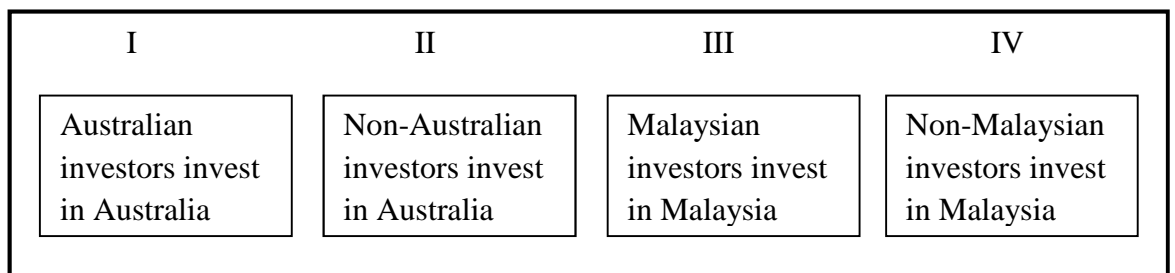 I
II
III
IV
Australian
investors invest
in Australia
Non-Australian
investors invest
in Australia
Malaysian
investors invest
in Malaysia
Non-Malaysian
investors invest
in Malaysia